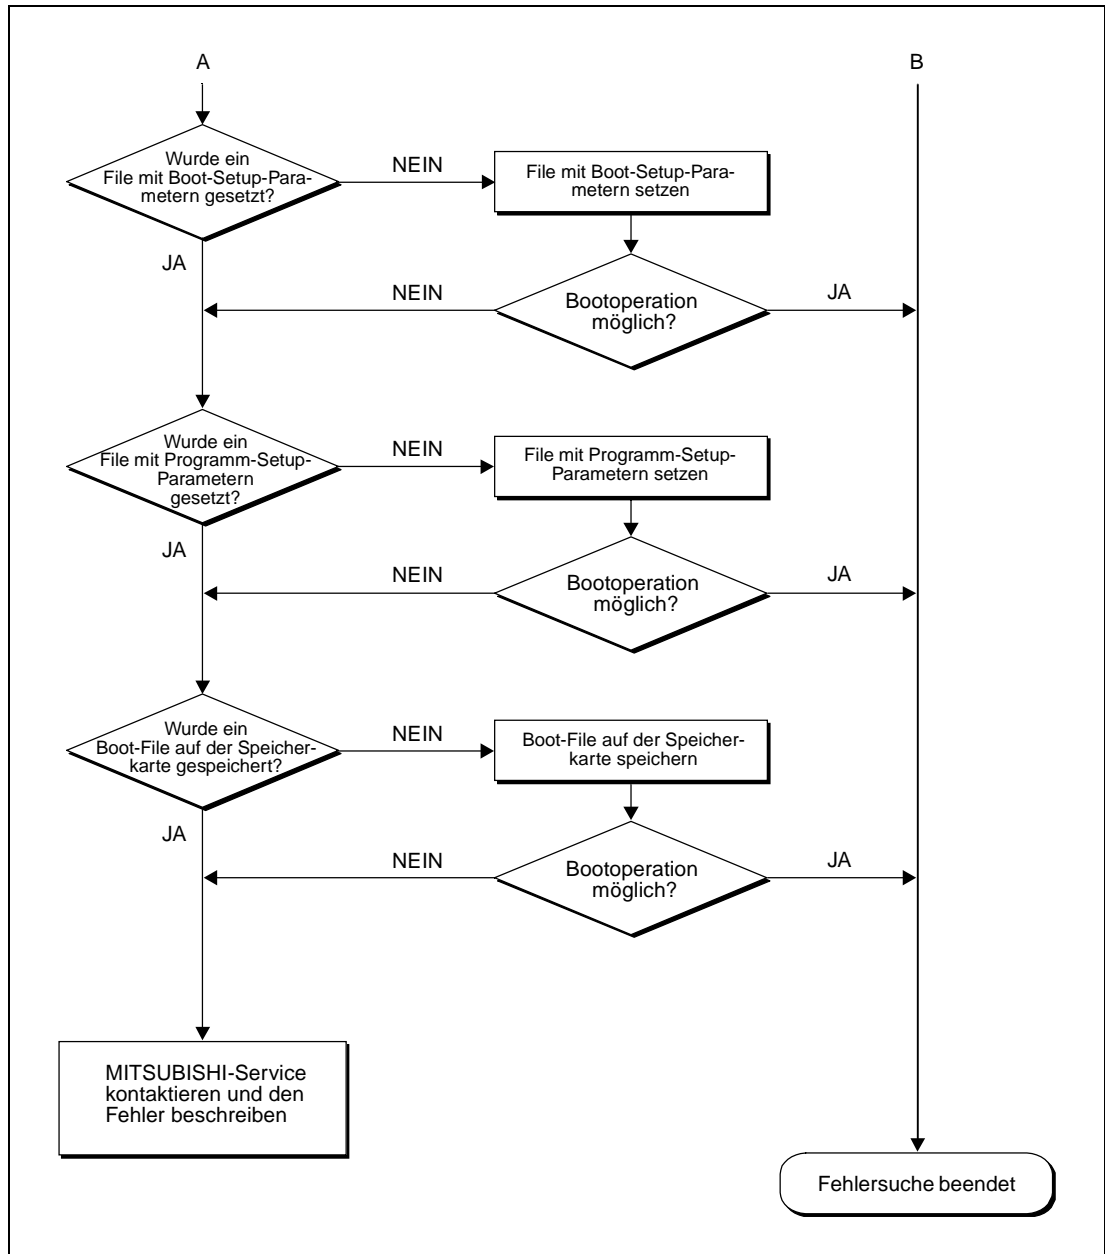 A
B
Wurde ein
File mit Boot-Setup-Para-
metern gesetzt?
NEIN
File mit Boot-Setup-Para-
metern setzen
JA
NEIN
Bootoperation
möglich?
JA
Wurde ein
File mit Programm-Setup-
Parametern
gesetzt?
NEIN
File mit Programm-Setup-
Parametern setzen
JA
NEIN
Bootoperation
möglich?
JA
Wurde ein
Boot-File auf der Speicher-
karte gespeichert?
NEIN
Boot-File auf der Speicher-
karte speichern
JA
NEIN
Bootoperation
möglich?
JA
MITSUBISHI-Service
kontaktieren und den
Fehler beschreiben
Fehlersuche beendet